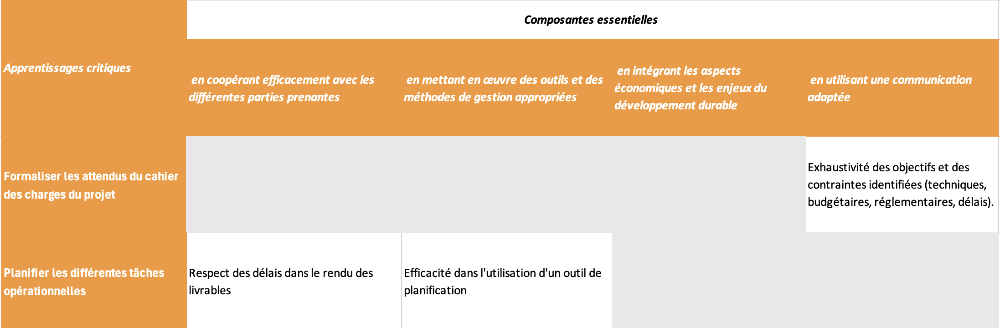 Composantes essentielles
Apprentissages critiques
en coopérant efficacement avec les
différentes parties prenantes
en mettant en œuvre des outils et des
méthodes de gestion appropriées
en intégrant les aspects
économiques et les enjeux du
développement durable
en utilisant une communication
adaptée
Formaliser les attendus du cahier
des charges du projet
Exhaustivité des objectifs et des
contraintes identifiées (techniques,
budgétaires, réglementaires, délais).
Planifier les différentes tâches
opérationnelles
Respect des délais dans le rendu des
livrables
Efficacité dans l'utilisation d'un outil de
planification